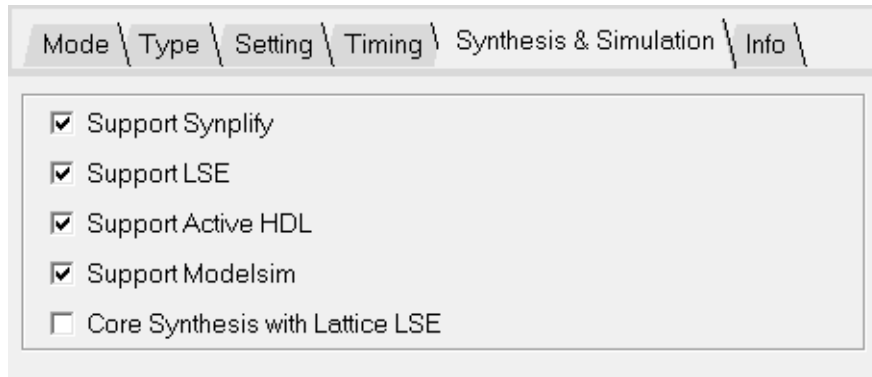 Mode Type Setting Timing Synthesis & Simulation Info
Support Synplify
Support LSE
Support Active HDL
Support Modelsim
Core Synthesis with Lattice LSE